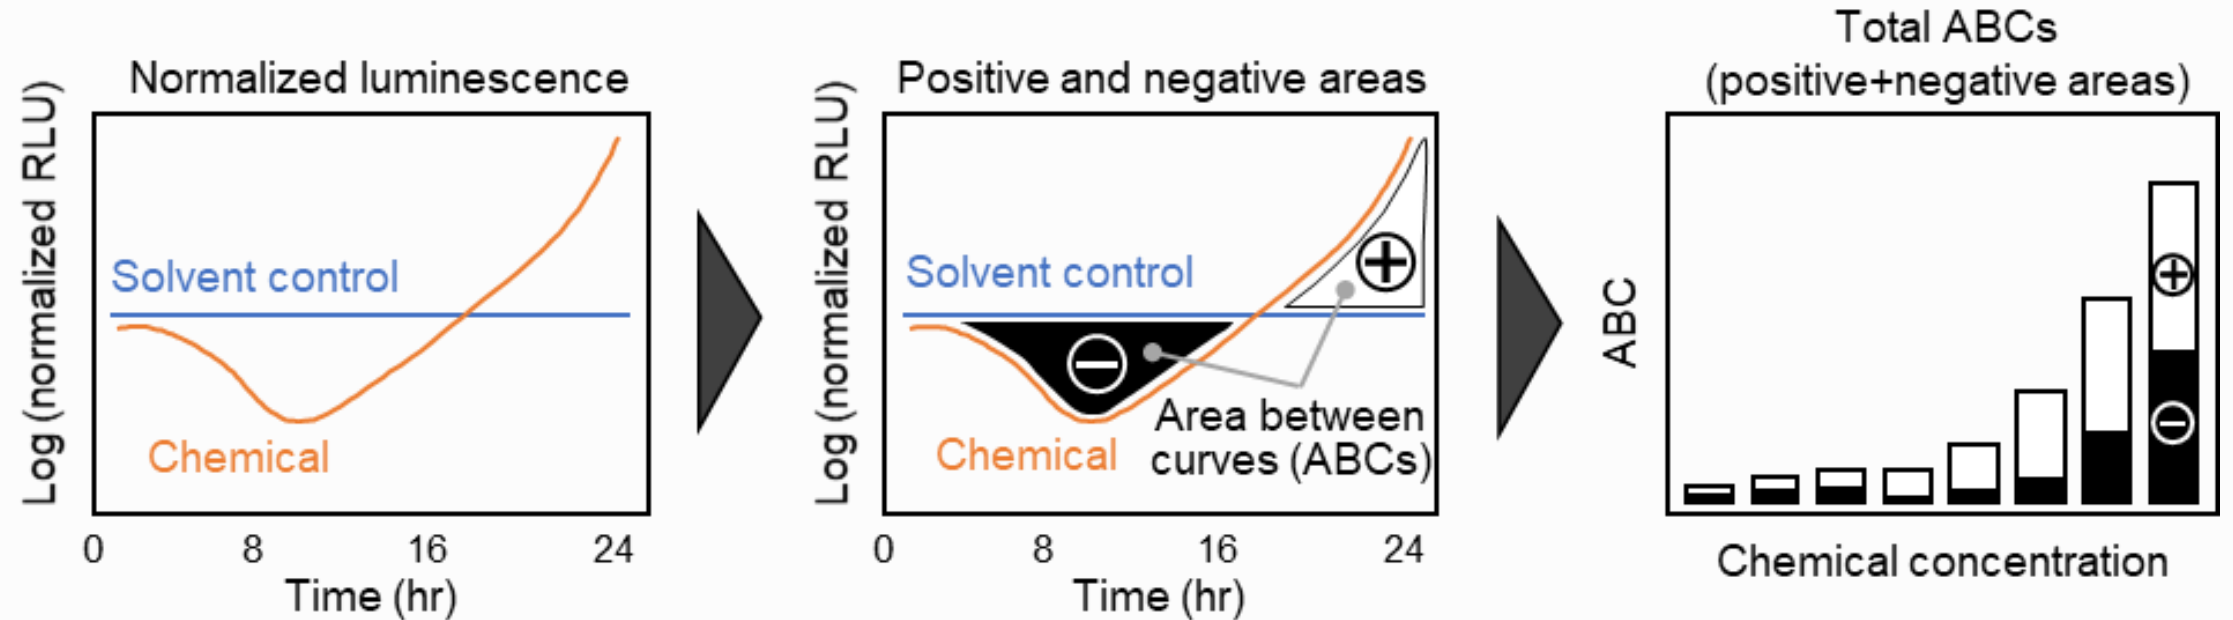 Normalized luminescence
Log (normalized RLU)
Solvent control
Chemical
0 8 16 24
Time (hr)
Positive and negative areas
Log (normalized RLU)
Solvent control
+
−
Area between
curves (ABCs)
Chemical
0 8 16 24
Time (hr)
Total ABCs
(positive+negative areas)
ABC
+
−
Chemical concentration